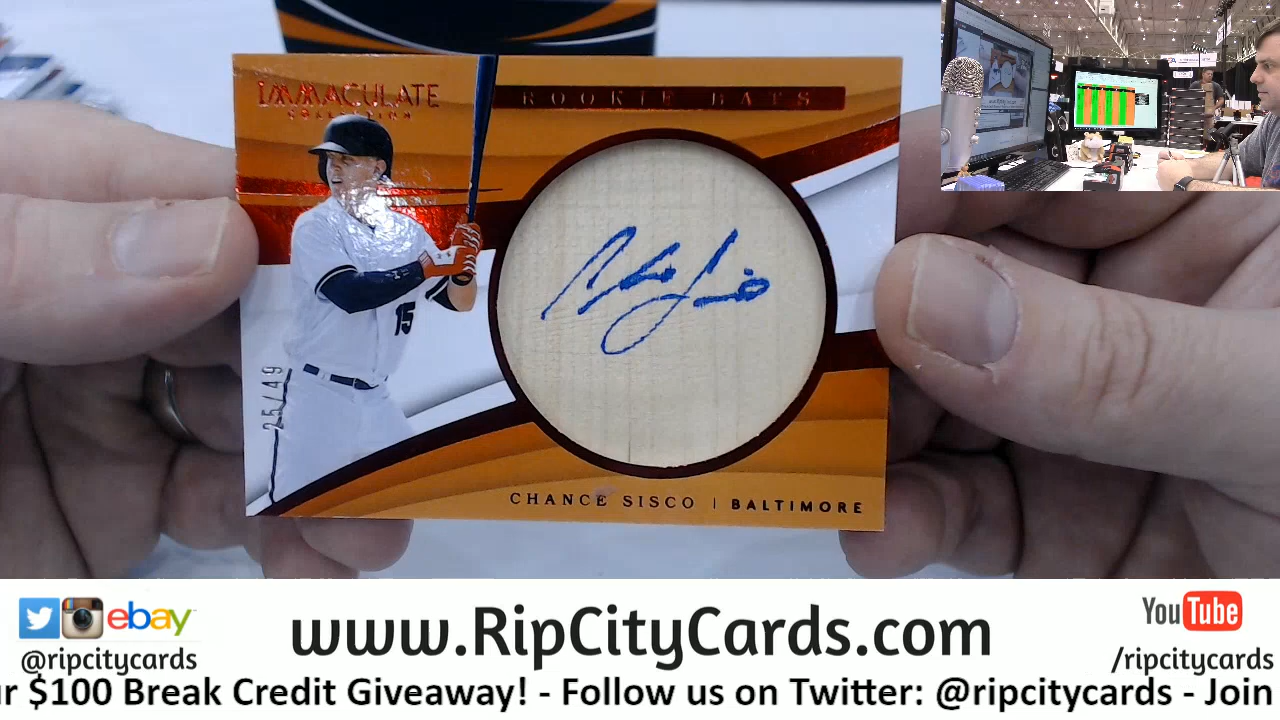 IMMACULATE
COLLECTION
ROOKIE BATS
15
25/49
CHANCE SISCO | BALTIMORE
ebay
@ripcitycards
www.RipCityCards.com
YouTube
/ripcitycards
r $100 Break Credit Giveaway! - Follow us on Twitter: @ripcitycards - Join